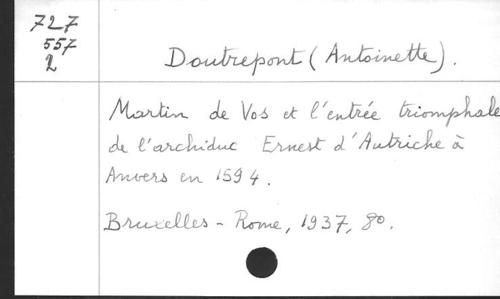 727
557
2
Doutrepont (Antoinette).
Martin de Vos et l'entrée triomphale
de l'archiduc Ernest d'Autriche à
Anvers en 1594.
Bruxelles - Rome, 1937, 8o.